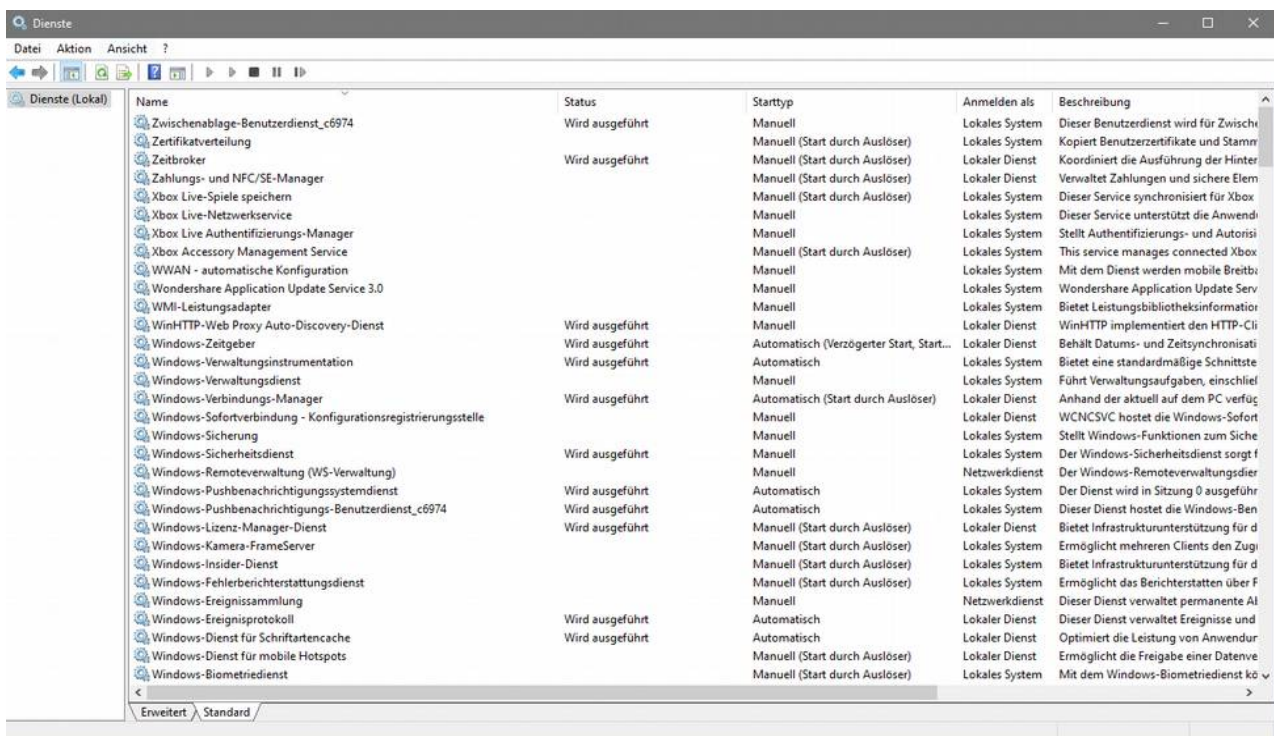 Dienste
Datei Aktion Ansicht ?
Dienste (Lokal)
Name Status Starttyp Anmelden als Beschreibung
Zwischenablage-Benutzerdienst_c6974 Wird ausgeführt Manuell Lokales System Dieser Benutzerdienst wird für Zwische
Zertifikatverteilung Manuell (Start durch Auslöser) Lokales System Kopiert Benutzerzertifikate und Stamm
Zeitbroker Wird ausgeführt Manuell (Start durch Auslöser) Lokaler Dienst Koordiniert die Ausführung der Hinter
Zahlungs- und NFC/SE-Manager Manuell (Start durch Auslöser) Lokaler Dienst Verwaltet Zahlungen und sichere Elem
Xbox Live-Spiele speichern Manuell (Start durch Auslöser) Lokales System Dieser Service synchronisiert für Xbox
Xbox Live-Netzwerkservice Manuell Lokales System Dieser Service unterstützt die Anwend
Xbox Live Authentifizierungs-Manager Manuell Lokales System Stellt Authentifizierungs- und Autorisi
Xbox Accessory Management Service Manuell (Start durch Auslöser) Lokales System This service manages connected Xbox
WWAN - automatische Konfiguration Manuell Lokales System Mit dem Dienst werden mobile Breitba
Wondershare Application Update Service 3.0 Manuell Lokales System Wondershare Application Update Serv
WMI-Leistungsadapter Manuell Lokales System Bietet Leistungsbibliotheksinformation
WinHTTP-Web Proxy Auto-Discovery-Dienst Wird ausgeführt Manuell Lokaler Dienst WinHTTP implementiert den HTTP-Cli
Windows-Zeitgeber Wird ausgeführt Automatisch (Verzögerter Start, Start... Lokaler Dienst Behält Datums- und Zeitsynchronisati
Windows-Verwaltungsinstrumentation Wird ausgeführt Automatisch Lokales System Bietet eine standardmäßige Schnittste
Windows-Verwaltungsdienst Manuell Lokales System Führt Verwaltungsaufgaben, einschließ
Windows-Verbindungs-Manager Wird ausgeführt Automatisch (Start durch Auslöser) Lokaler Dienst Anhand der aktuell auf dem PC verfüg
Windows-Sofortverbindung - Konfigurationsregistrierungsstelle Manuell Lokaler Dienst WCNCSVC hostet die Windows-Sofort
Windows-Sicherung Manuell Lokales System Stellt Windows-Funktionen zum Siche
Windows-Sicherheitsdienst Wird ausgeführt Manuell Lokales System Der Windows-Sicherheitsdienst sorgt f
Windows-Remoteverwaltung (WS-Verwaltung) Manuell Netzwerkdienst Der Windows-Remoteverwaltungsdien
Windows-Pushbenachrichtigungssystemdienst Wird ausgeführt Automatisch Lokales System Der Dienst wird in Sitzung 0 ausgeführ
Windows-Pushbenachrichtigungs-Benutzerdienst_c6974 Wird ausgeführt Automatisch Lokales System Dieser Dienst hostet die Windows-Ben
Windows-Lizenz-Manager-Dienst Wird ausgeführt Manuell (Start durch Auslöser) Lokaler Dienst Bietet Infrastrukturunterstützung für d
Windows-Kamera-FrameServer Manuell (Start durch Auslöser) Lokales System Ermöglicht mehreren Clients den Zugr
Windows-Insider-Dienst Manuell (Start durch Auslöser) Lokales System Bietet Infrastrukturunterstützung für d
Windows-Fehlerberichterstattungsdienst Manuell (Start durch Auslöser) Lokales System Ermöglicht das Berichterstatten über F
Windows-Ereignissammlung Manuell Netzwerkdienst Dieser Dienst verwaltet permanente Ab
Windows-Ereignisprotokoll Wird ausgeführt Automatisch Lokaler Dienst Dieser Dienst verwaltet Ereignisse und
Windows-Dienst für Schriftartencache Wird ausgeführt Automatisch Lokaler Dienst Optimiert die Leistung von Anwendun
Windows-Dienst für mobile Hotspots Manuell (Start durch Auslöser) Lokaler Dienst Ermöglicht die Freigabe einer Datenve
Windows-Biometriedienst Manuell (Start durch Auslöser) Lokales System Mit dem Windows-Biometriedienst kö
Erweitert Standard